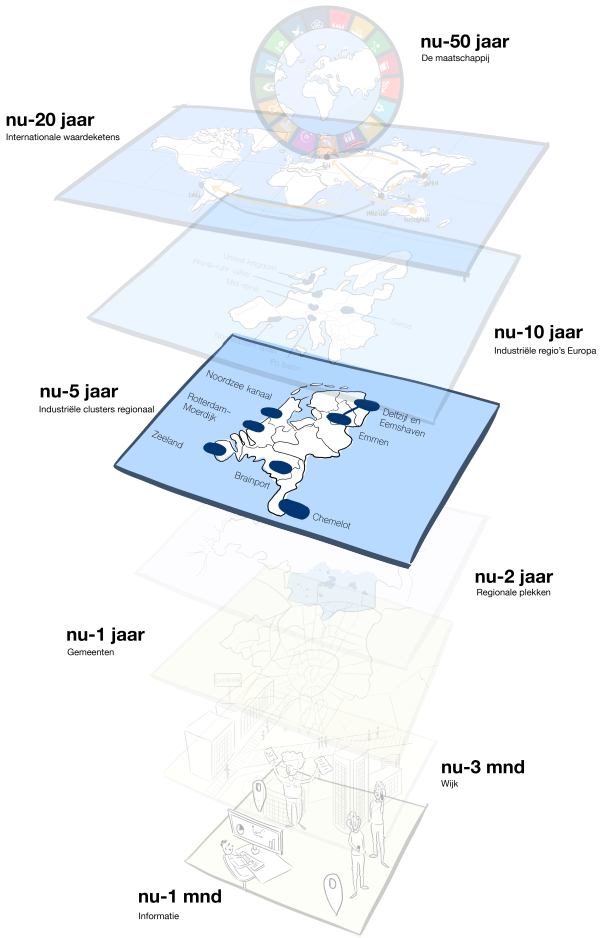 nu-50 jaar
De maatschappij
nu-20 jaar
Internationale waardeketens
nu-10 jaar
Industriële regio's Europa
nu-5 jaar
Industriële clusters regionaal
Noordzee kanaal
Rotterdam-
Moerdijk
Zeeland
Delfzijl en
Eemshaven
Emmen
Brainport
Chemelot
nu-2 jaar
Regionale plekken
nu-1 jaar
Gemeenten
nu-3 mnd
Wijk
nu-1 mnd
Informatie